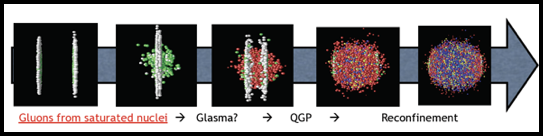 Gluons from saturated nuclei → Glasma? → QGP → Reconfinement